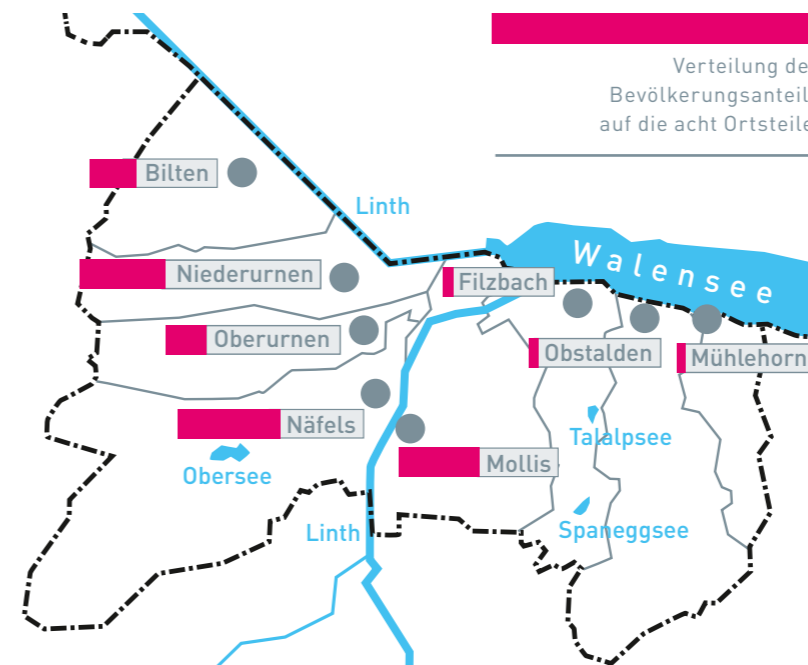 Verteilung de
Bevölkerungsanteil
auf die acht Ortsteile
Bilten
Linth
Niederurnen
Walensee
Filzbach
Oberurnen
Obstalden
Mühlehorn
Näfels
Talalpsee
Obersee
Mollis
Linth
Spaneggsee